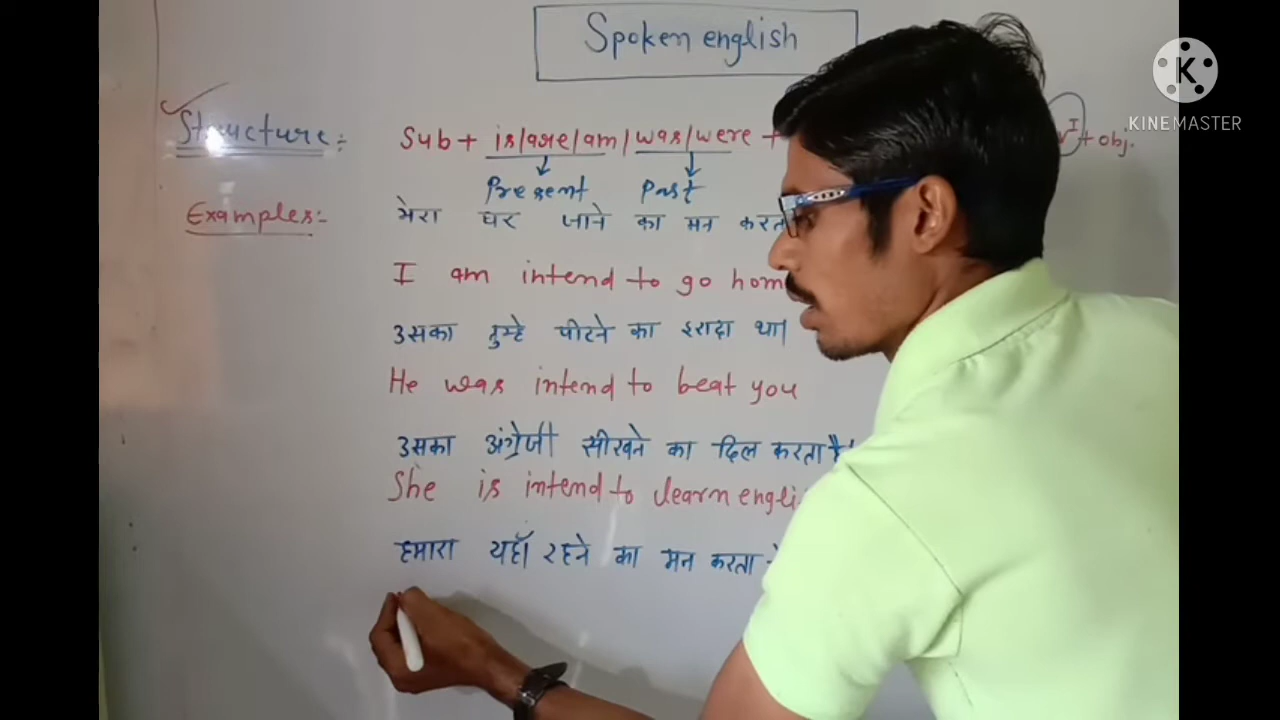 Spoken english
Structure:
Sub + is/are/am/was/were + v I + obj.
Present Past
Examples:-
मेरा घर जाने का मन करता
I am intend to go hom
उसका तुम्हे पीटने का इरादा था।
He was intend to beat you
उसका अंग्रेजी सीखने का दिल करता है।
She is intend to learn engli
हमारा यहाँ रहने का मन करता
KINEMASTER